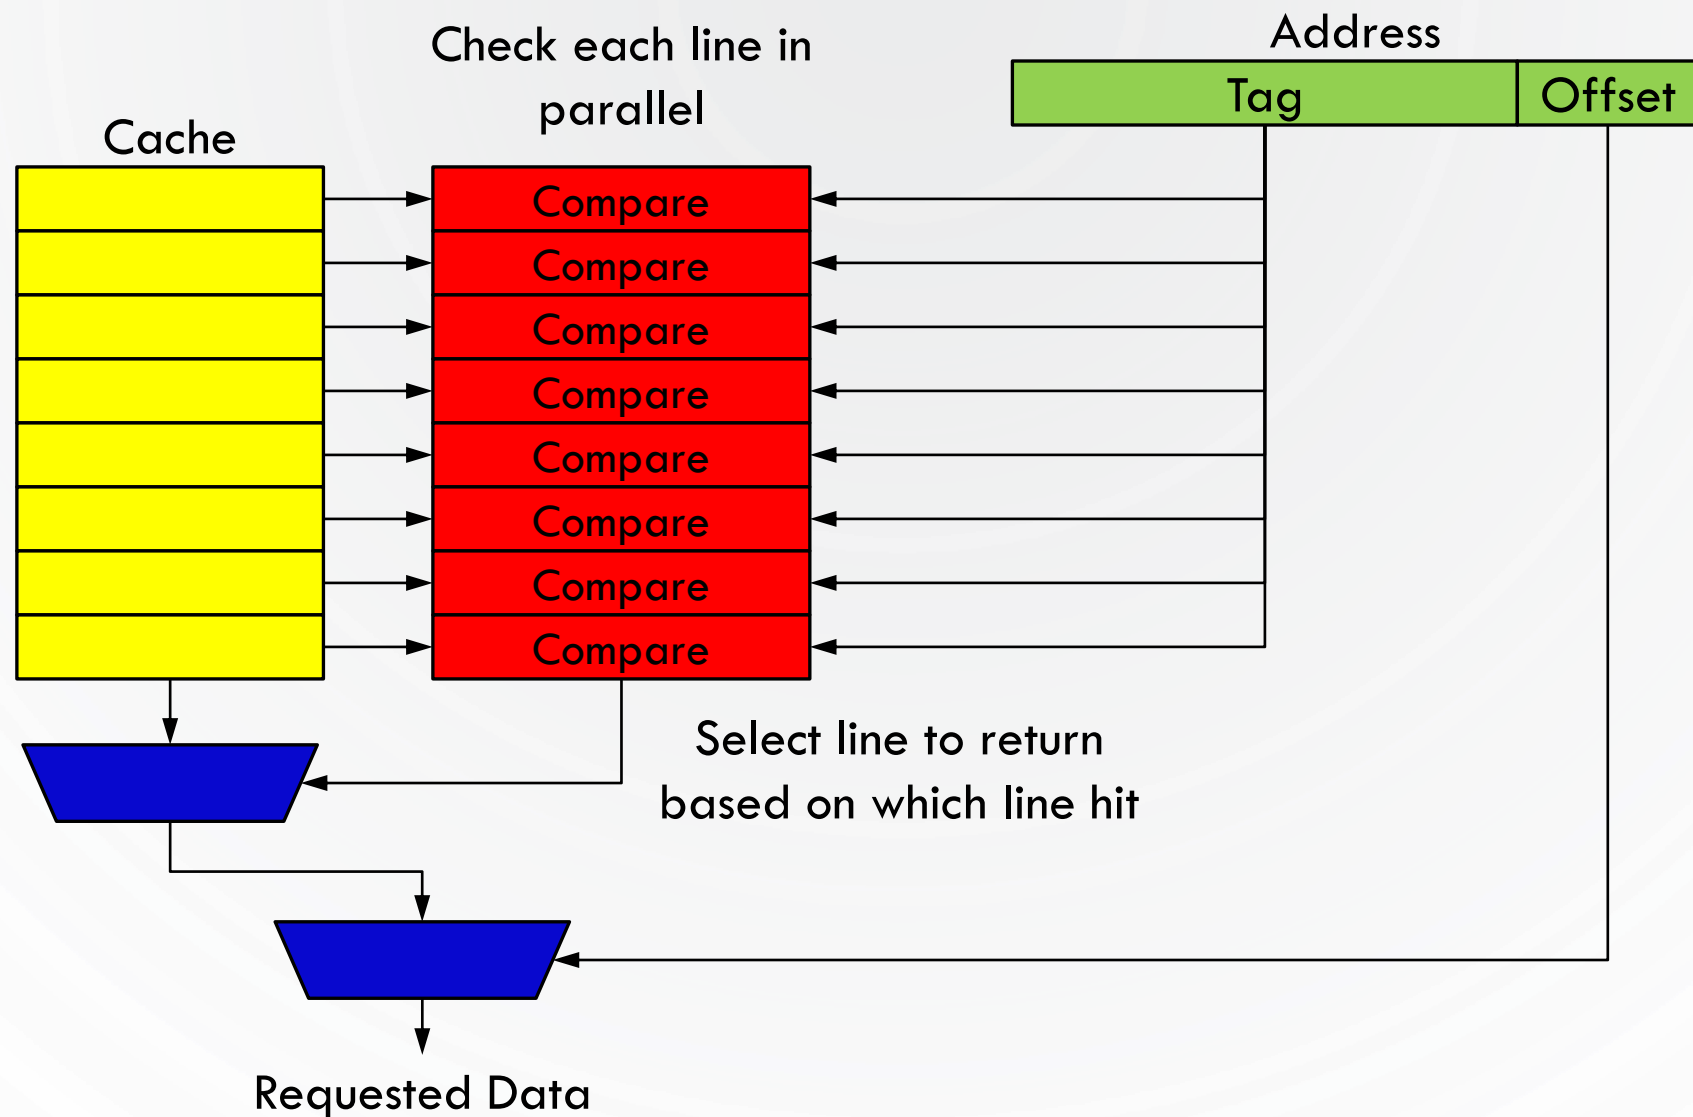 Check each line in
parallel
Address
Tag
Offset
Cache
Compare
Compare
Compare
Compare
Compare
Compare
Compare
Compare
Select line to return
based on which line hit
Requested Data